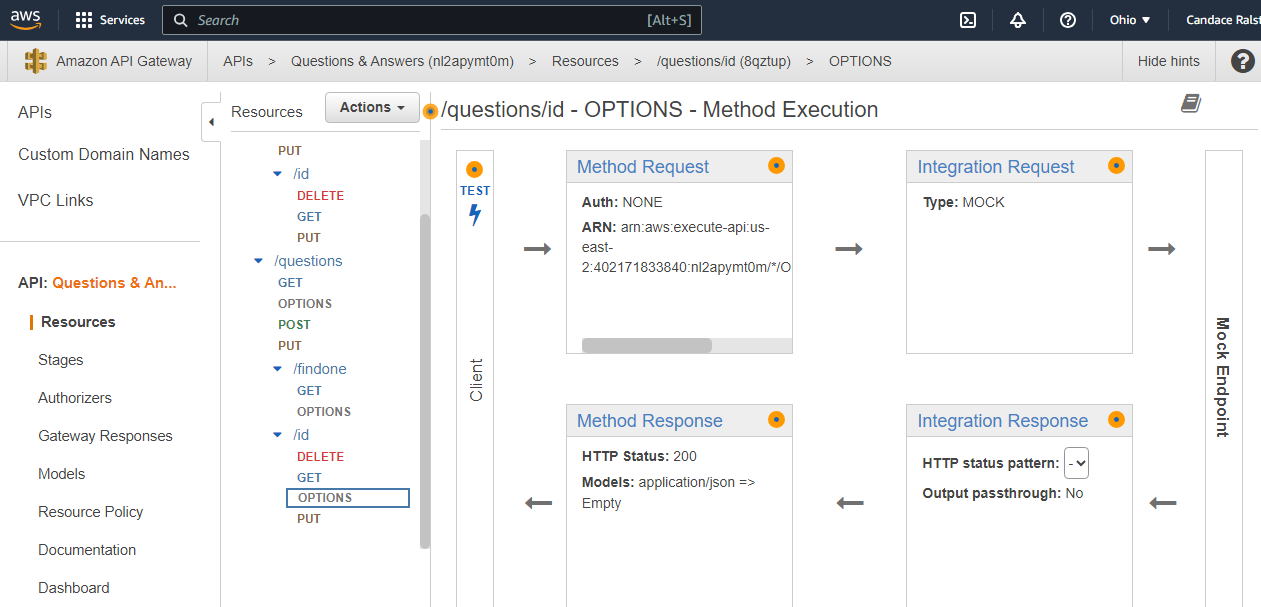 aws Services Search [Alt+S] Ohio Candace Ralst
Amazon API Gateway APIs > Questions & Answers (nl2apymt0m) > Resources > /questions/id (8qztup) > OPTIONS Hide hints ?
APIs
Custom Domain Names
VPC Links
API: Questions & An...
Resources
Stages
Authorizers
Gateway Responses
Models
Resource Policy
Documentation
Dashboard
Resources Actions
PUT
/id
DELETE
GET
PUT
/questions
GET
OPTIONS
POST
PUT
/findone
GET
OPTIONS
/id
DELETE
GET
OPTIONS
PUT
/questions/id - OPTIONS - Method Execution
TEST
Client
Method Request
Auth: NONE
ARN: arn:aws:execute-api:us-
east-
2:402171833840:nl2apymt0m/*/O
Integration Request
Type: MOCK
Mock Endpoint
Method Response
HTTP Status: 200
Models: application/json =>
Empty
Integration Response
HTTP status pattern: -
Output passthrough: No